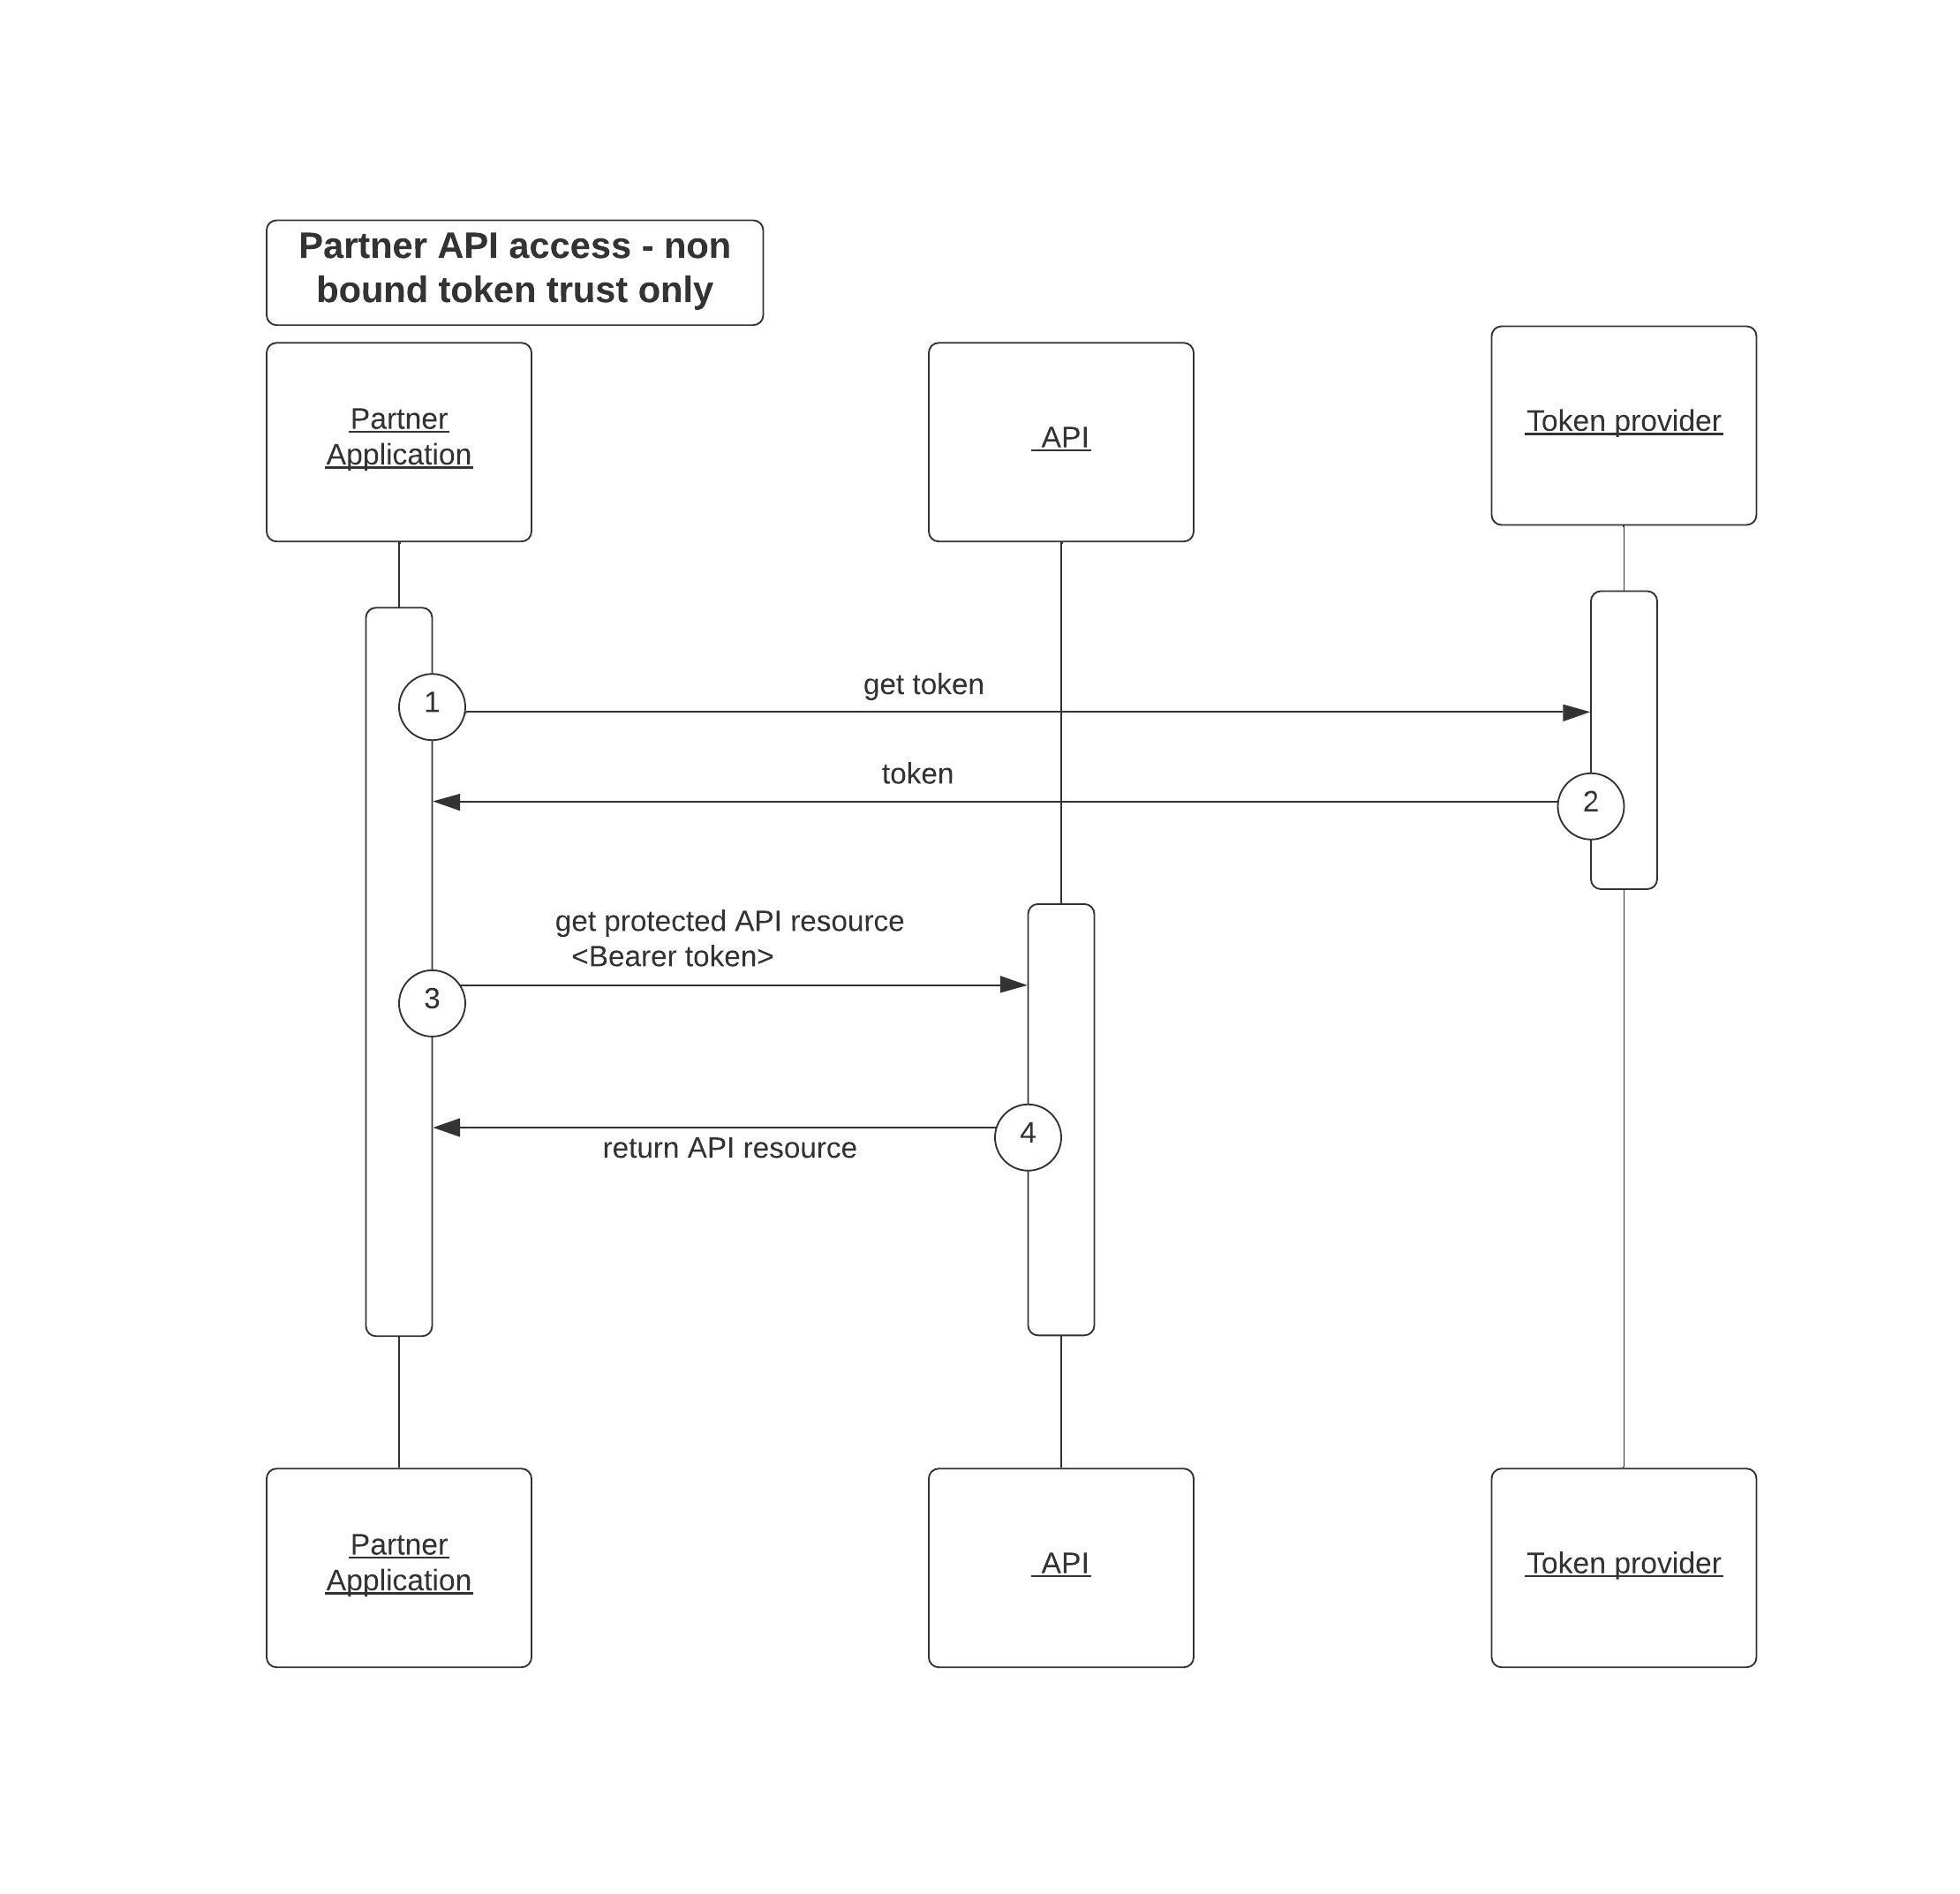 Partner API access - non
bound token trust only
Partner
Application
API
Token provider
1
get token
token
2
get protected API resource
<Bearer token>
3
4
return API resource
Partner
Application
API
Token provider